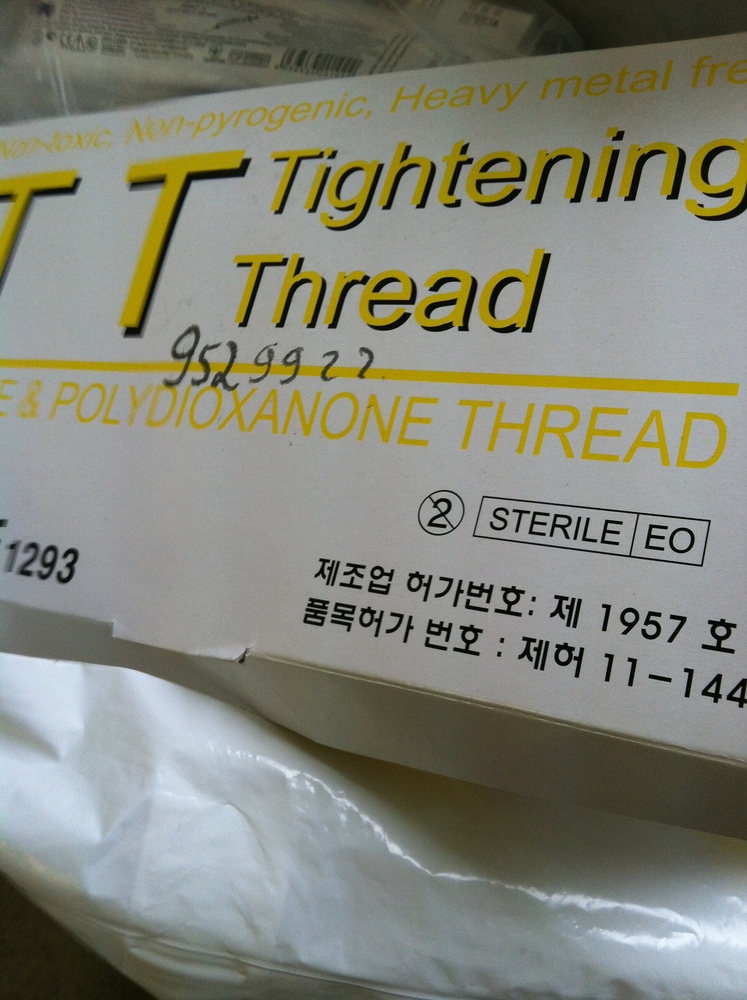 Non-toxic, Non-pyrogenic, Heavy metal fre
T T Tightening
Thread
9529922
E & POLYDIOXANONE THREAD
2 STERILE EO
1293
제조업 허가번호: 제 1957 호
품목허가 번호 : 제허 11-144